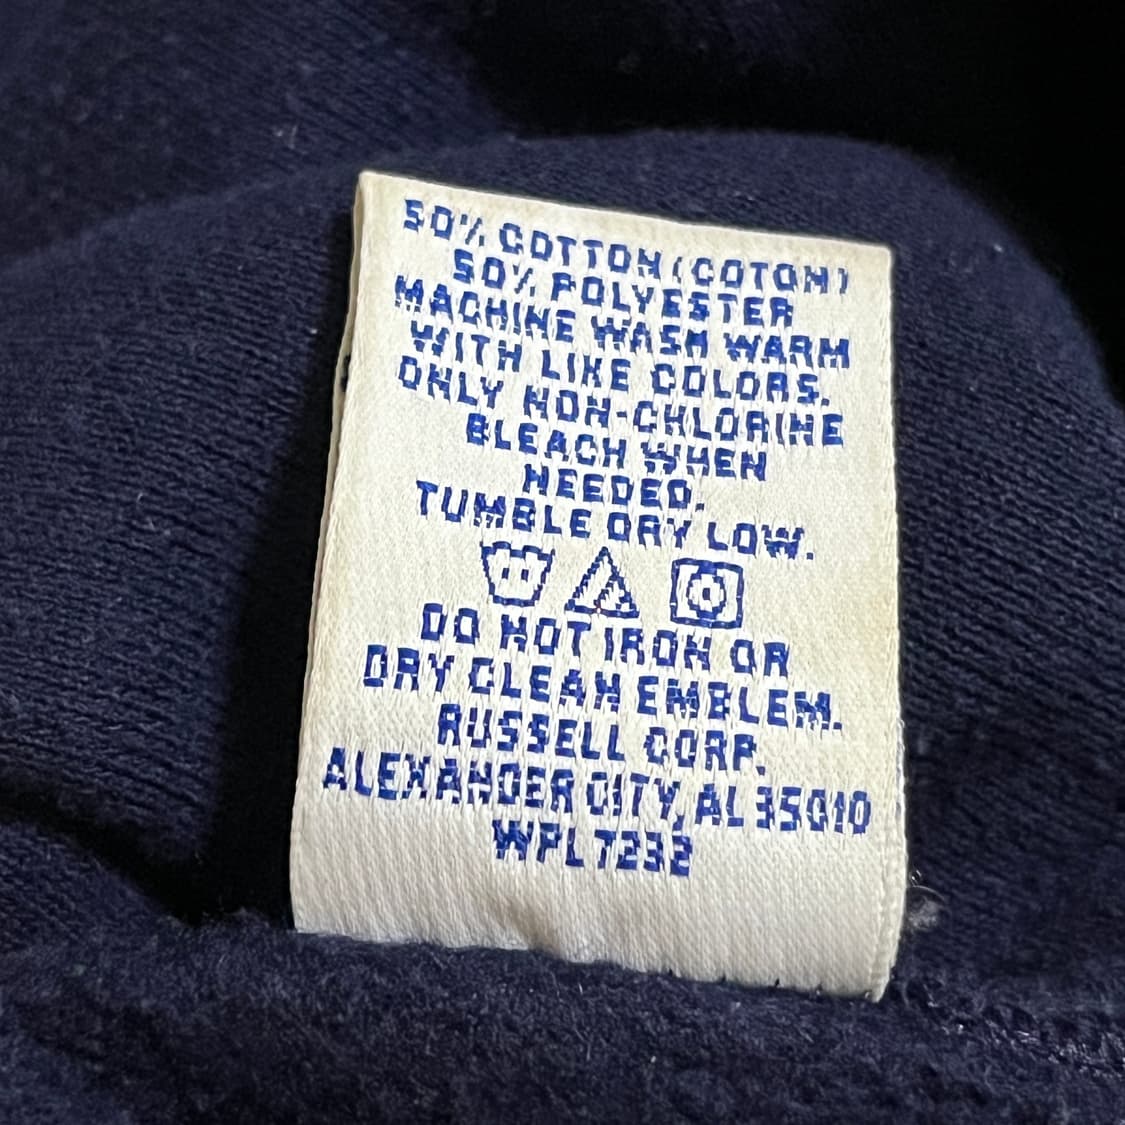 50% COTTON (COTON)
50% POLYESTER
MACHINE WASH WARM
WITH LIKE COLORS.
ONLY NON-CHLORINE
BLEACH WHEN
NEEDED.
TUMBLE DRY LOW.
DO NOT IRON OR
DRY CLEAN EMBLEM.
RUSSELL CORP.
ALEXANDER CITY, AL 35010
WPL 7232